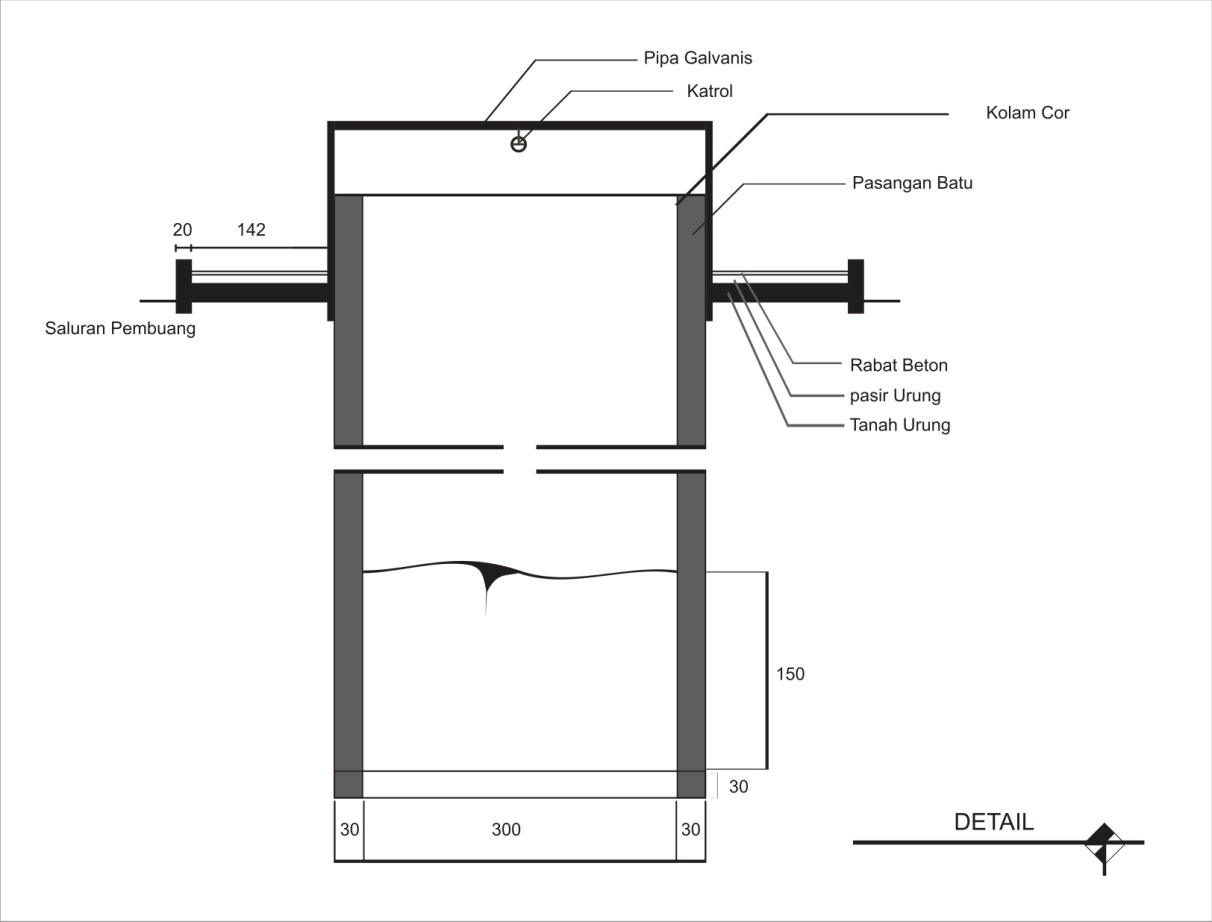 Pipa Galvanis
Katrol
Kolam Cor
Pasangan Batu
20
142
Saluran Pembuang
Rabat Beton
pasir Urung
Tanah Urung
150
30
30
300
30
DETAIL